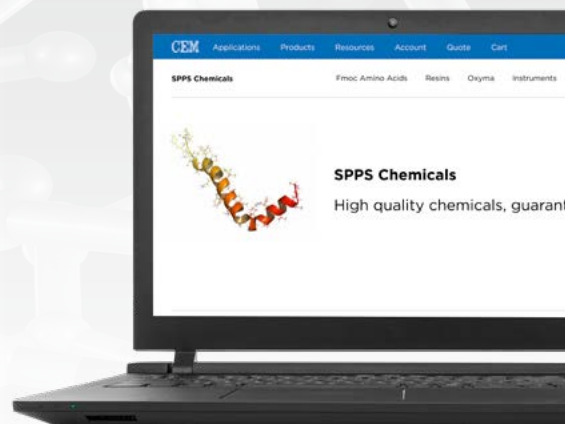 CEM Applications Products Resources Account Quote Cart
SPPS Chemicals Fmoc Amino Acids Resins Oxyma Instruments
SPPS Chemicals
High quality chemicals, guarant